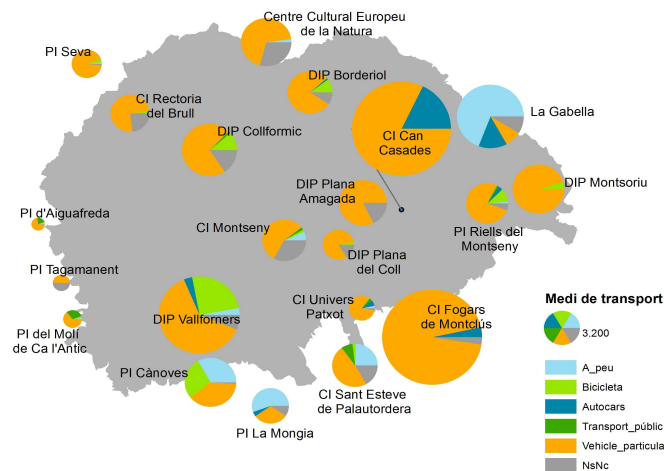 Centre Cultural Europeu
de la Natura
PI Seva
DIP Borderiol
CI Rectoria
del Brull
La Gabella
DIP Collformic
CI Can
Casades
DIP Plana
Amagada
DIP Montsoriu
PI d'Aiguafreda
CI Montseny
PI Riells del
Montseny
DIP Plana
del Coll
PI Tagamanent
CI Univers
Patxot
CI Fogars
de Montclús
Medi de transport
3.200
DIP Vallforners
PI del Molí
de Ca l'Antic
A_peu
PI Cànoves
Bicicleta
CI Sant Esteve
de Palautordera
Autocars
Transport_públic
PI La Mongia
Vehicle_particula
NsNc